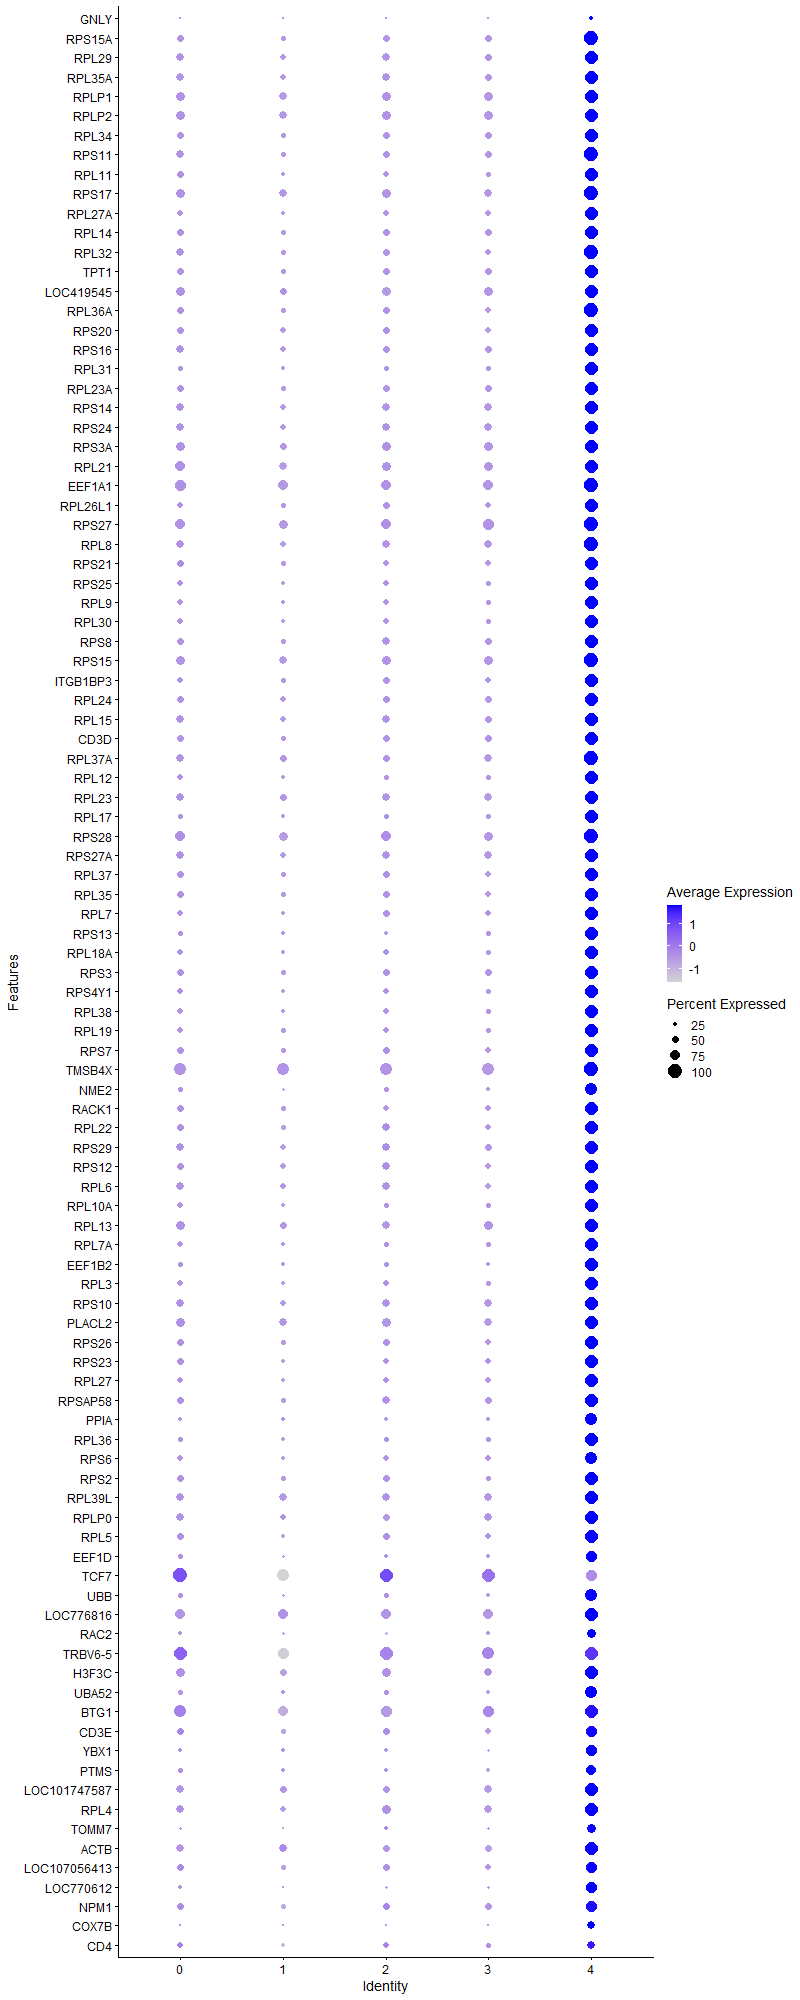 GNLY
RPS15A
RPL29
RPL35A
RPLP1
RPLP2
RPL34
RPS11
RPL11
RPS17
RPL27A
RPL14
RPL32
TPT1
LOC419545
RPL36A
RPS20
RPS16
RPL31
RPL23A
RPS14
RPS24
RPS3A
RPL21
EEF1A1
RPL26L1
RPS27
RPL8
RPS21
RPS25
RPL9
RPL30
RPS8
RPS15
ITGB1BP3
RPL24
RPL15
CD3D
RPL37A
RPL12
RPL23
RPL17
RPS28
RPS27A
RPL37
RPL35
RPL7
RPS13
RPL18A
RPS3
RPS4Y1
RPL38
RPL19
RPS7
TMSB4X
NME2
RACK1
RPL22
RPS29
RPS12
RPL6
RPL10A
RPL13
RPL7A
EEF1B2
RPL3
RPS10
PLACL2
RPS26
RPS23
RPL27
RPSAP58
PPIA
RPL36
RPS6
RPS2
RPL39L
RPLP0
RPL5
EEF1D
TCF7
UBB
LOC776816
RAC2
TRBV6-5
H3F3C
UBA52
BTG1
CD3E
YBX1
PTMS
LOC101747587
RPL4
TOMM7
ACTB
LOC107056413
LOC770612
NPM1
COX7B
CD4
Features
0 1 2 3 4
Identity
Average Expression
1
0
-1
Percent Expressed
25
50
75
100